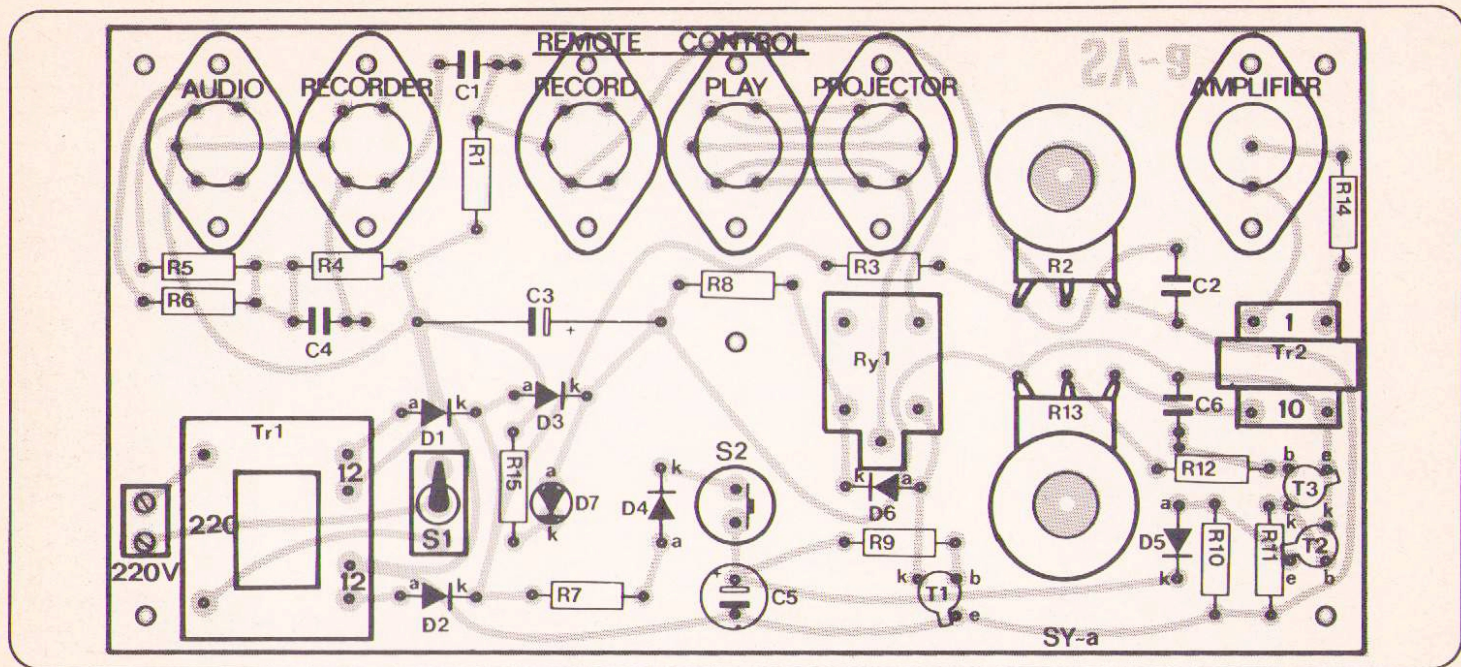 REMOTE CONTROL
SY-a
AUDIO RECORDER RECORD PLAY PROJECTOR AMPLIFIER
C1
R1
R14
R5 R4 R8 R3 R2
R6
C2
C3
+
C4
Ry1
1
Tr2
10
a k
D1
a k
D3
R13
C6
Tr1
12
S2
b e
R12
T3
k
R15
a
D7
k
k
D4
a
k a
D6
a
D5
k
R10
R11
k
T2
e b
220
S1
R9
220V
12
a k
D2
R7
+
C5
k b
T1
e
SY-a